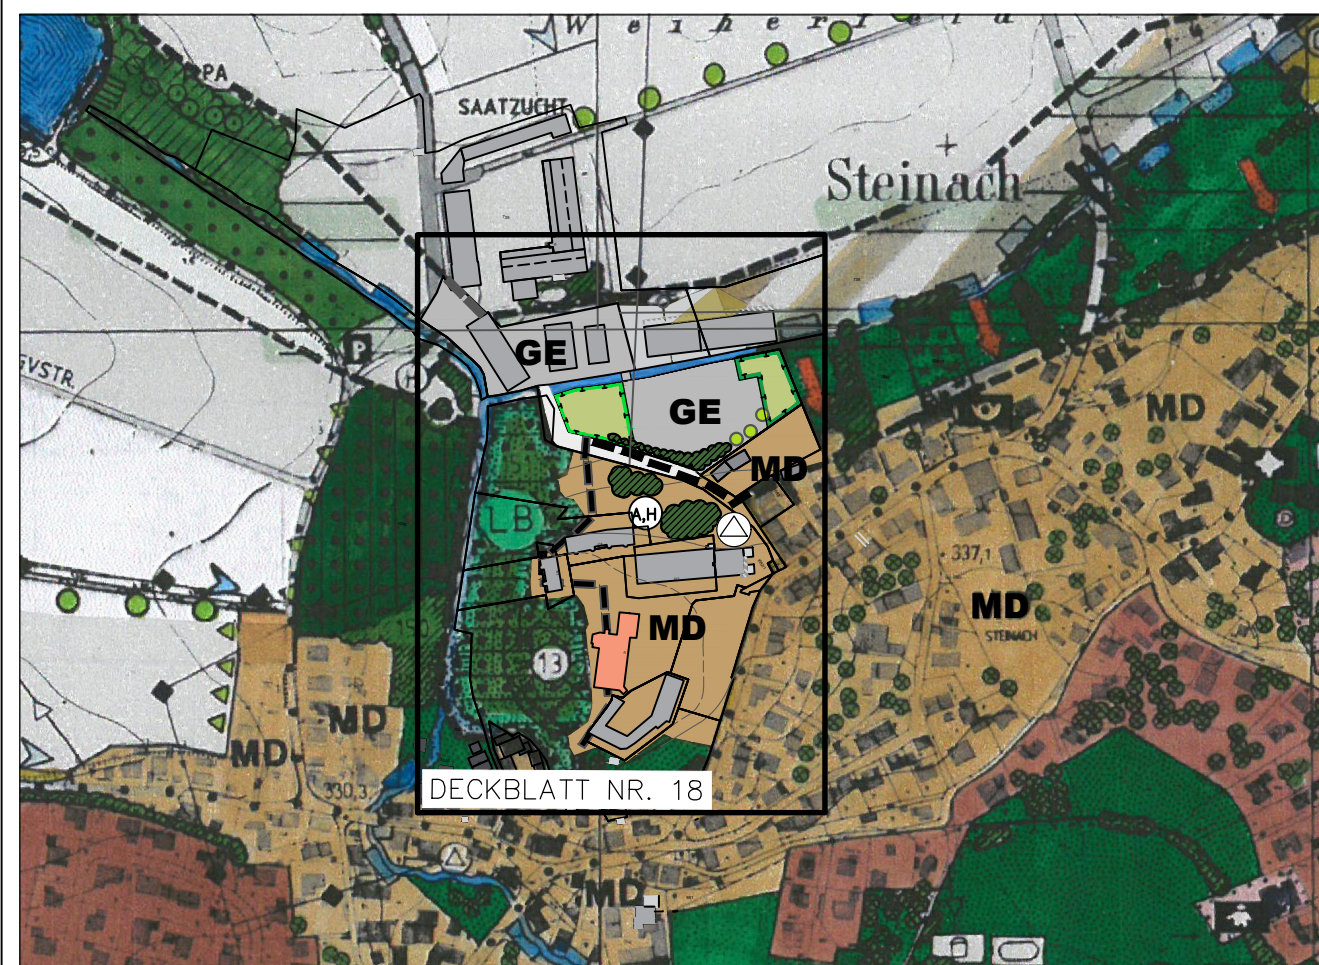 Weiherfeld
PA
SAATZUCHT
Steinach
GVSTR.
P
H
GE
GE
MD
MD
LB
A,H
337,1
MD
STEINACH
MD
13
MD
MD
330,3
DECKBLATT NR. 18
MD